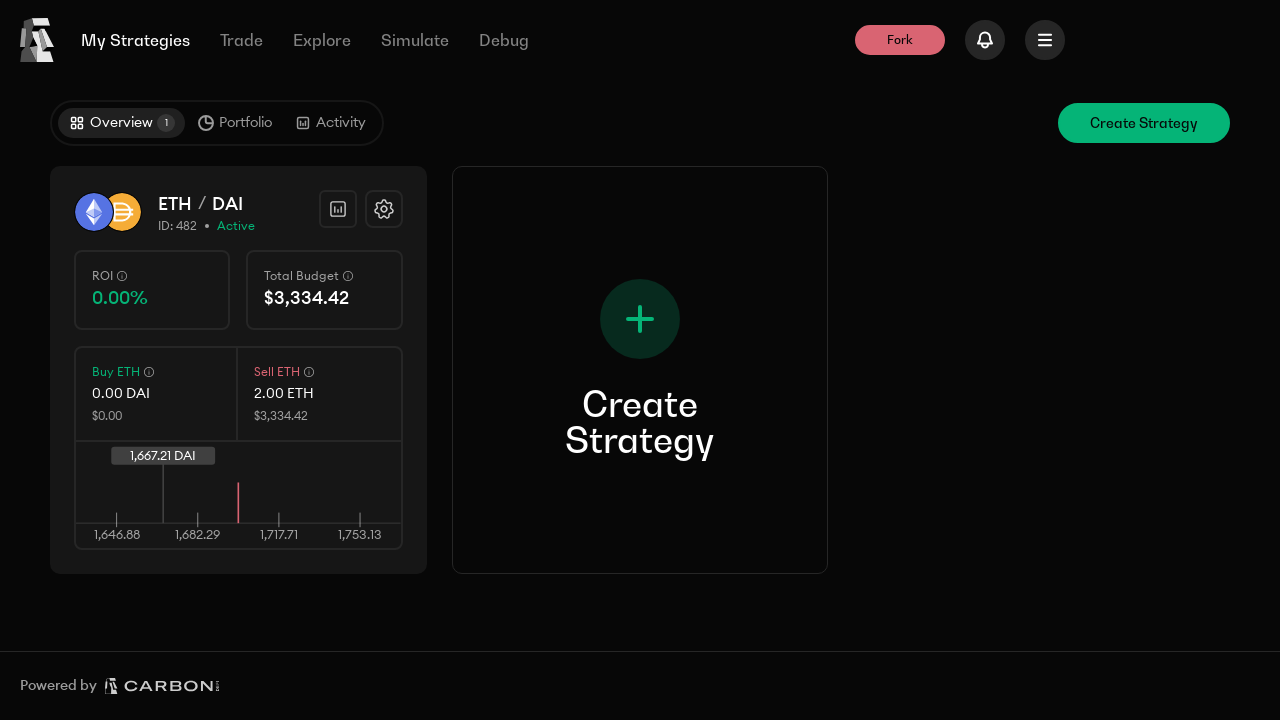 My Strategies
Trade
Explore
Simulate
Debug
Fork
Overview 1
Portfolio
Activity
Create Strategy
ETH / DAI
ID: 482 • Active
ROI
0.00%
Total Budget
$3,334.42
Buy ETH
0.00 DAI
$0.00
Sell ETH
2.00 ETH
$3,334.42
1,667.21 DAI
1,646.88
1,682.29
1,717.71
1,753.13
Create
Strategy
Powered by CARBON